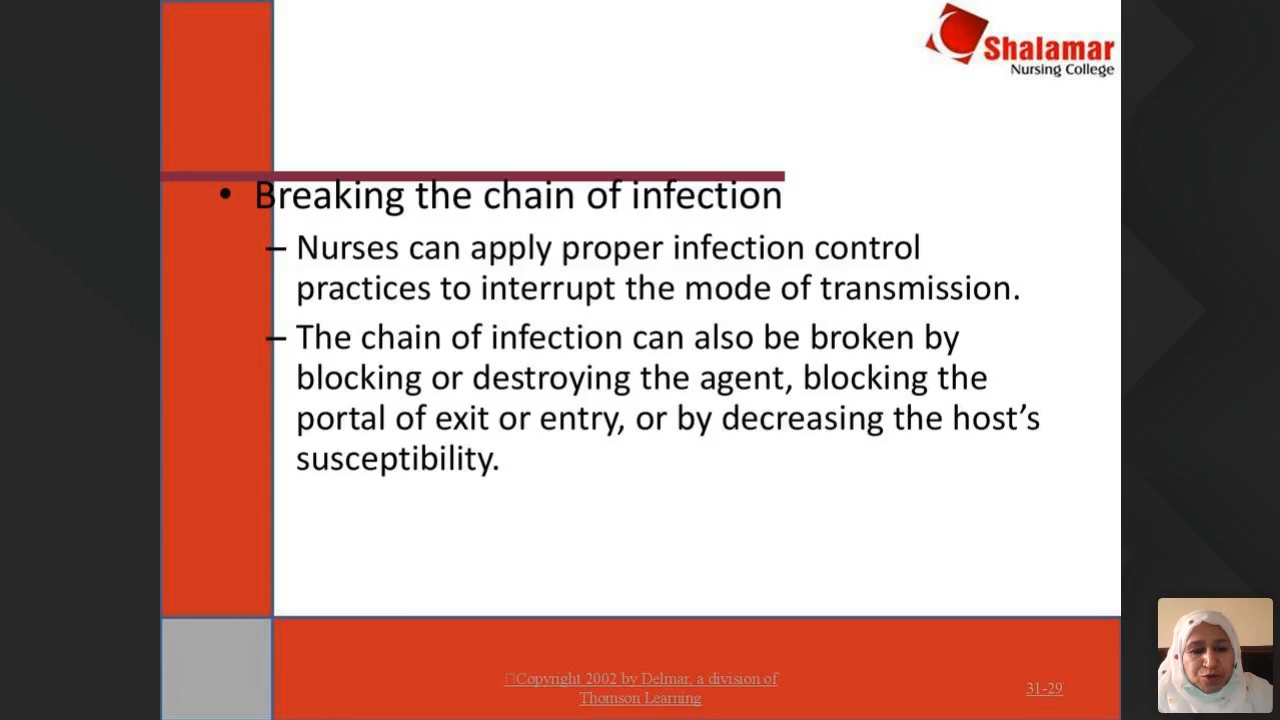 Shalamar
Nursing College
• Breaking the chain of infection
– Nurses can apply proper infection control
practices to interrupt the mode of transmission.
– The chain of infection can also be broken by
blocking or destroying the agent, blocking the
portal of exit or entry, or by decreasing the host’s
susceptibility.
Copyright 2002 by Delmar, a division of
Thomson Learning
31-29